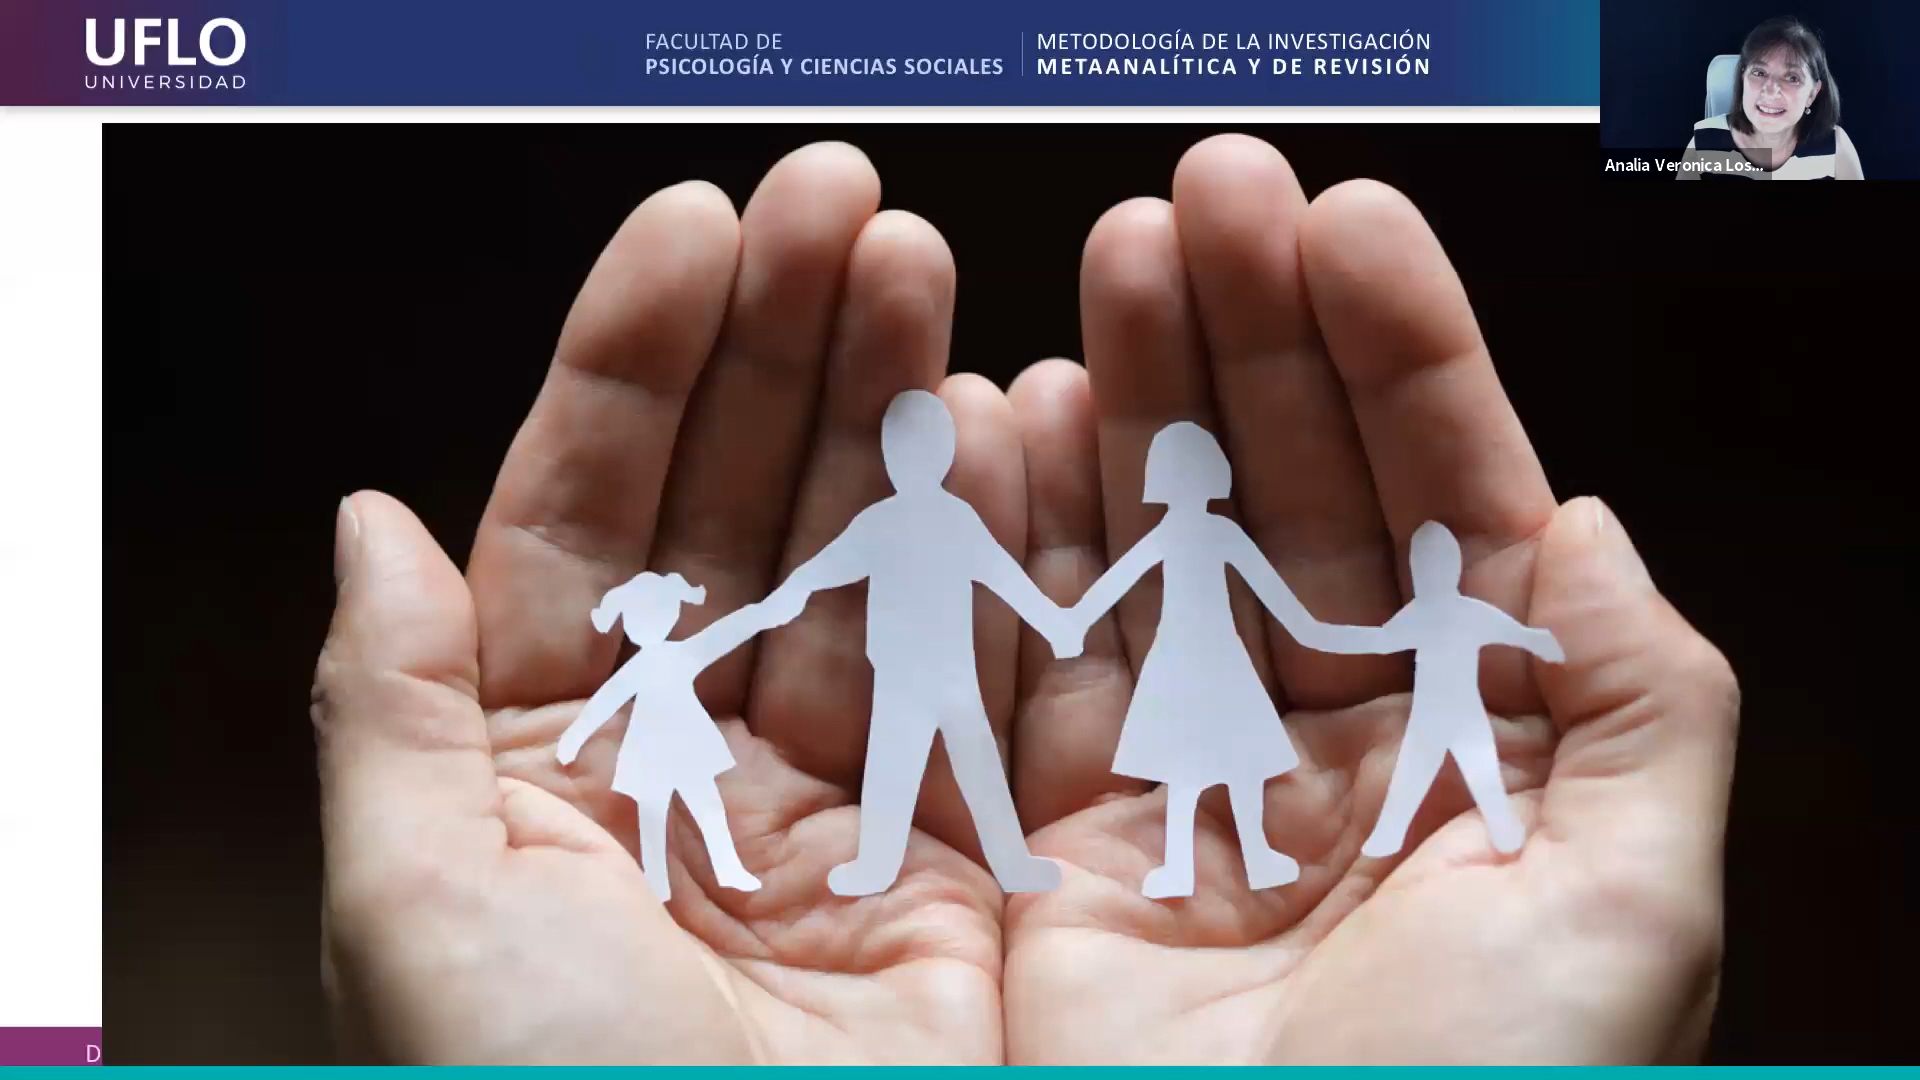 UFLO
UNIVERSIDAD
FACULTAD DE
PSICOLOGÍA Y CIENCIAS SOCIALES
METODOLOGÍA DE LA INVESTIGACIÓN
METAANALÍTICA Y DE REVISIÓN
Analia Veronica Los...
D